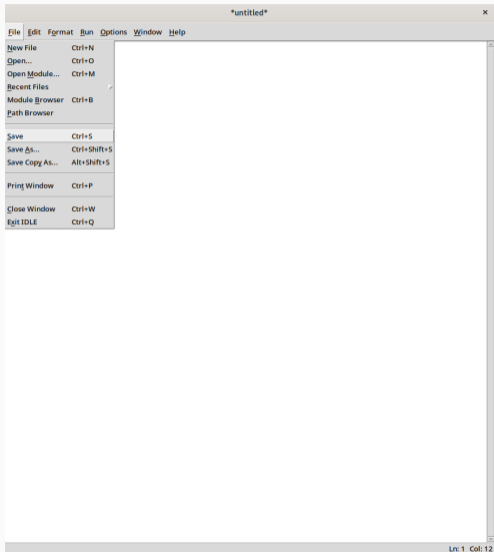 *untitled*
×
File Edit Format Run Options Window Help
New File Ctrl+N
Open... Ctrl+O
Open Module... Ctrl+M
Recent Files
Module Browser Ctrl+B
Path Browser
Save Ctrl+S
Save As... Ctrl+Shift+S
Save Copy As... Alt+Shift+S
Print Window Ctrl+P
Close Window Ctrl+W
Exit IDLE Ctrl+Q
Ln: 1 Col: 12